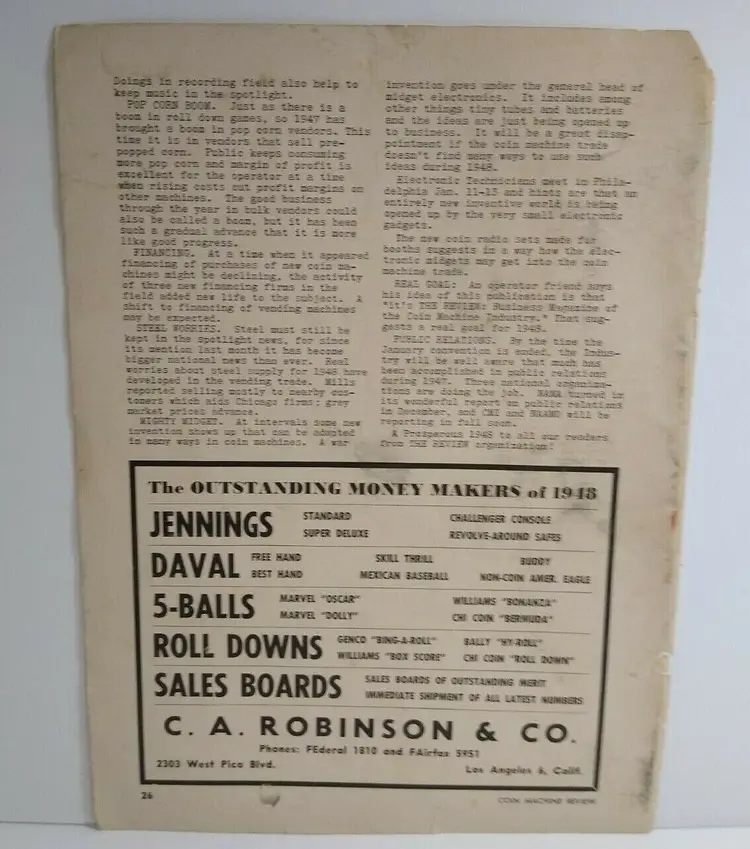 Doings in recording field also help to
keep music in the spotlight.
POP CORN BOOM. Just as there is a
boom in roll down games, so 1947 has
brought a boom in pop corn vendors. This
time it is in vendors that sell pre-
popped corn. Public keeps consuming
more pop corn and margin of profit is
excellent for the operator at a time
when rising costs cut profit margins on
other machines. The good business
through the year in bulk vendors could
also be called a boom, but it has been
such a gradual advance that it is more
like good progress.
FINANCING. At a time when it appeared
financing of purchases of new coin ma-
chines might be declining, the activity
of three new financing firms in the
field added new life to the subject. A
shift to financing of vending machines
may be expected.
STEEL WORRIES. Steel must still be
kept in the spotlight news, for since
its mention last month it has become
bigger national news than ever. Real
worries about steel supply for 1948 have
developed in the vending trade. Mills
reported selling mostly to nearby cus-
tomers which aids Chicago firms; grey
market prices advance.
MIGHTY MIDGET. At intervals some new
invention shows up that can be adapted
in many ways in coin machines. A war
invention goes under the general head of
midget electronics. It includes among
other things tiny tubes and batteries
and the ideas are just being opened up
to business. It will be a great disap-
pointment if the coin machine trade
doesn't find many ways to use such
ideas during 1948.
Electronic Technicians meet in Phila-
delphia Jan. 11-13 and hints are that an
entirely new inventive world is being
opened up by the very small electronic
gadgets.
The new coin radio sets made for
booths suggests in a way how the elec-
tronic midgets may get into the coin
machine trade.
REAL GOAL: An operator friend says
his idea of this publication is that
"it's THE REVIEW: Business Magazine of
the Coin Machine Industry." That sug-
gests a real goal for 1948.
PUBLIC RELATIONS. By the time the
January convention is ended, the Indus-
try will be well aware that much has
been accomplished in public relations
during 1947. Three national organiza-
tions are doing the job. NAMA turned in
its wonderful report on public relations
in December, and CMI and NAAMO will be
reporting in full soon.
A Prosperous 1948 to all our readers
from THE REVIEW organization!
The OUTSTANDING MONEY MAKERS of 1948
JENNINGS STANDARD CHALLENGER CONSOLE
SUPER DELUXE REVOLVE-AROUND SAFES
DAVAL FREE HAND SKILL THRILL BUDDY
BEST HAND MEXICAN BASEBALL NON-COIN AMER. EAGLE
5-BALLS MARVEL "OSCAR" WILLIAMS "BONANZA"
MARVEL "DOLLY" CHI COIN "BERMUDA"
ROLL DOWNS GENCO "BING-A-ROLL" BALLY "HY-ROLL"
WILLIAMS "BOX SCORE" CHI COIN "ROLL DOWN"
SALES BOARDS SALES BOARDS OF OUTSTANDING MERIT
IMMEDIATE SHIPMENT OF ALL LATEST NUMBERS
C. A. ROBINSON & CO.
Phones: FEderal 1810 and FAirfax 5951
2303 West Pico Blvd. Los Angeles 6, Calif.
26 COIN MACHINE REVIEW